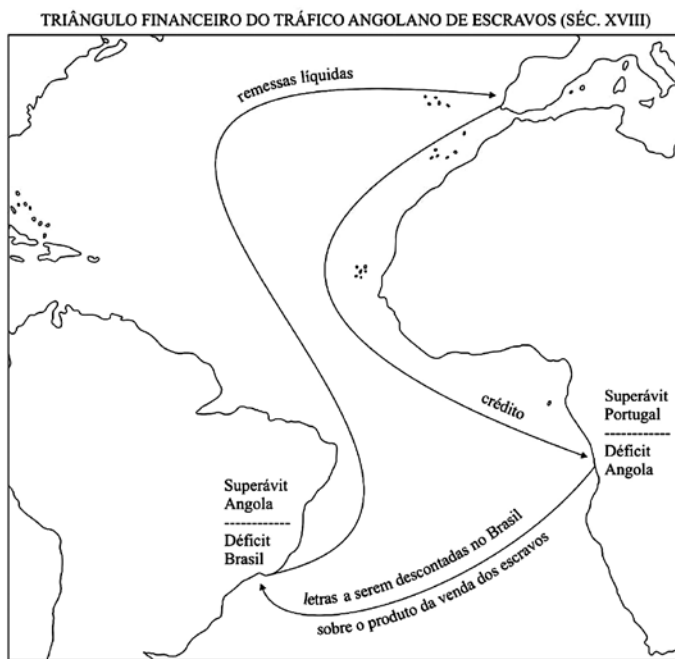 TRIÂNGULO FINANCEIRO DO TRÁFICO ANGOLANO DE ESCRAVOS (SÉC. XVIII)
remessas líquidas
crédito
Superávit
Portugal
Déficit
Angola
Superávit
Angola
Déficit
Brasil
letras a serem descontadas no Brasil
sobre o produto da venda dos escravos